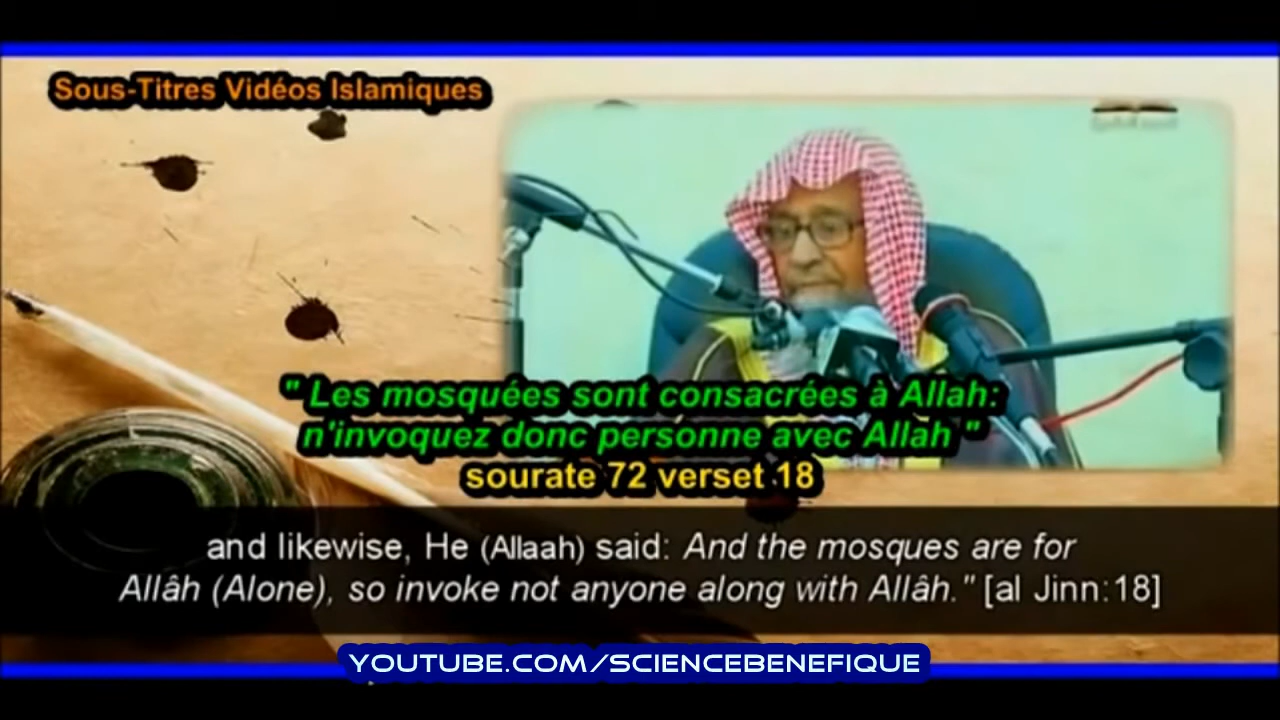 Sous-Titres Vidéos Islamiques
" Les mosquées sont consacrées à Allah:
n'invoquez donc personne avec Allah "
sourate 72 verset 18
and likewise, He (Allaah) said: And the mosques are for
Allâh (Alone), so invoke not anyone along with Allâh." [al Jinn:18]
YOUTUBE.COM/SCIENCEBENEFIQUE